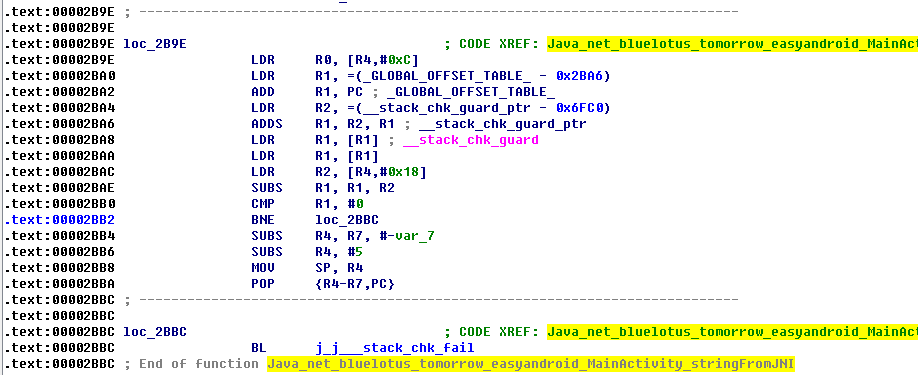 .text:00002B9E ; ---------------------------------------------------------------------------
.text:00002B9E
.text:00002B9E loc_2B9E ; CODE XREF: Java_net_bluelotus_tomorrow_easyandroid_MainAct
.text:00002B9E LDR R0, [R4,#0xC]
.text:00002BA0 LDR R1, =(_GLOBAL_OFFSET_TABLE_ - 0x2BA6)
.text:00002BA2 ADD R1, PC ; _GLOBAL_OFFSET_TABLE_
.text:00002BA4 LDR R2, =(__stack_chk_guard_ptr - 0x6FC0)
.text:00002BA6 ADDS R1, R2, R1 ; __stack_chk_guard_ptr
.text:00002BA8 LDR R1, [R1] ; __stack_chk_guard
.text:00002BAA LDR R1, [R1]
.text:00002BAC LDR R2, [R4,#0x18]
.text:00002BAE SUBS R1, R1, R2
.text:00002BB0 CMP R1, #0
.text:00002BB2 BNE loc_2BBC
.text:00002BB4 SUBS R4, R7, #-var_7
.text:00002BB6 SUBS R4, #5
.text:00002BB8 MOV SP, R4
.text:00002BBA POP {R4-R7,PC}
.text:00002BBC ; ---------------------------------------------------------------------------
.text:00002BBC
.text:00002BBC loc_2BBC ; CODE XREF: Java_net_bluelotus_tomorrow_easyandroid_MainAct
.text:00002BBC BL j_j___stack_chk_fail
.text:00002BBC ; End of function Java_net_bluelotus_tomorrow_easyandroid_MainActivity_stringFromJNI